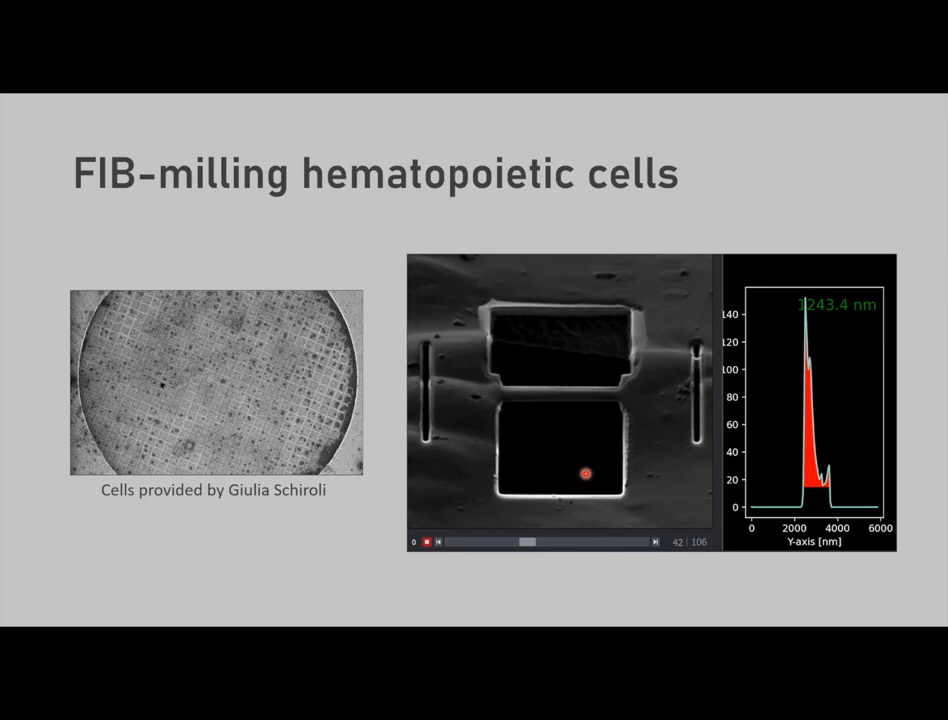 FIB-milling hematopoietic cells
Cells provided by Giulia Schiroli
0
42 | 106
1243.4 nm
140
120
100
80
60
40
20
0
0 2000 4000 6000
Y-axis [nm]